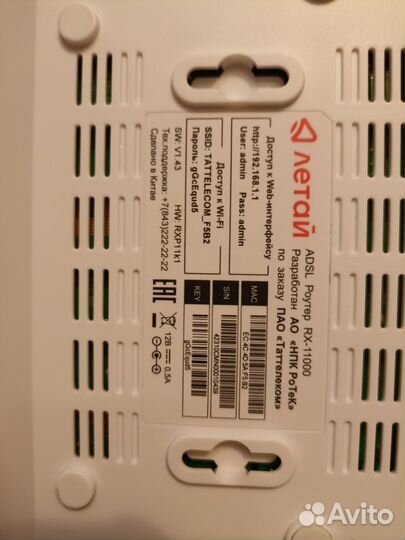 летай
ADSL Роутер RX-11000
Разработан АО «НПК РоТеК»
по заказу ПАО «Таттелеком»
Доступ к Web-интерфейсу
http://192.168.1.1
User: admin Pass: admin
Доступ к Wi-Fi
SSID: TATTELECOM_F5B2
Пароль: gGcEqud5
MAC
EC:4C:4D:5A:F5:B2
S/N
4231OOMN00010439
KEY
gGcEqud5
SW: V1.43 HW: RXP11k1
Тех.поддержка: +7(843)222-22-22
Сделано в Китае
EAC
12В 0.5А
Avito